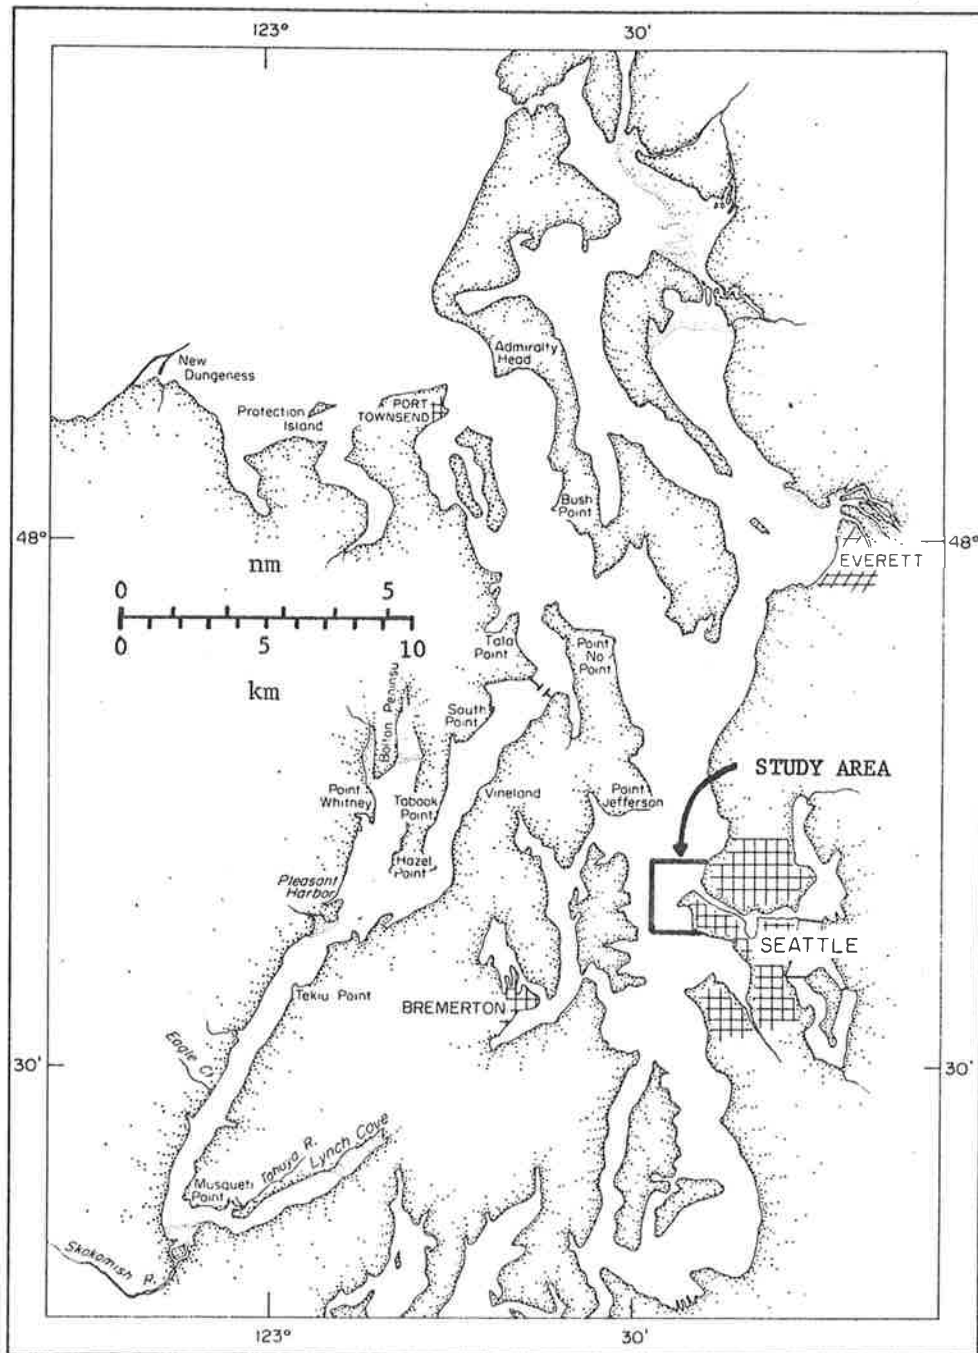 123°
30'
New
Dungeness
Protection
Island
PORT
TOWNSEND
Admiralty
Head
Bush
Point
48°
48°
EVERETT
nm
0 5
0 5 10
km
Tala
Point
Point
No
Point
Bolton Peninsu
South
Point
STUDY AREA
Point
Whitney
Tabook
Point
Vineland
Point
Jefferson
Hazel
Point
Pleasant
Harbor
SEATTLE
Tekiu Point
BREMERTON
30'
30'
Eagle C.
Tahuya R.
Lynch Cove
Musqueti
Point
Skokomish R.
123°
30'